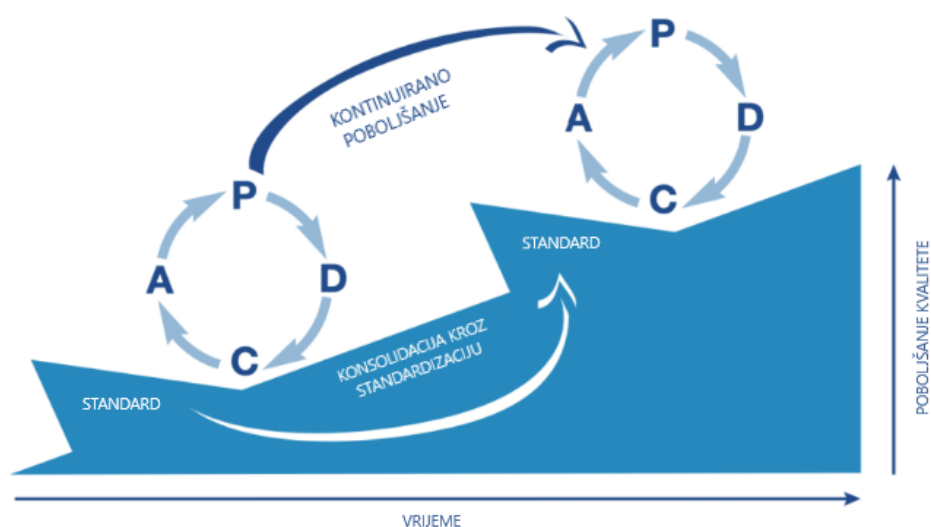 P
A
D
C
KONTINUIRANO
POBOLJŠANJE
P
A
D
C
STANDARD
KONSOLIDACIJA KROZ
STANDARDIZACIJU
STANDARD
POBOLJŠANJE KVALITETE
VRIJEME